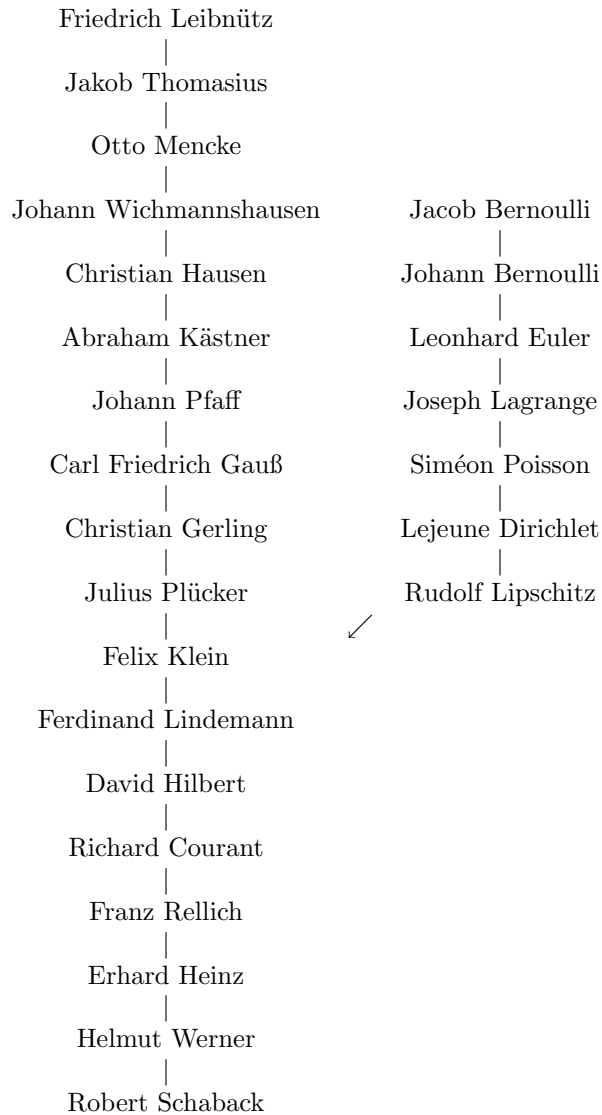 Friedrich Leibnütz
Jakob Thomasius
Otto Mencke
Johann Wichmannshausen
Jacob Bernoulli
Christian Hausen
Johann Bernoulli
Abraham Kästner
Leonhard Euler
Johann Pfaff
Joseph Lagrange
Carl Friedrich Gauß
Siméon Poisson
Christian Gerling
Lejeune Dirichlet
Julius Plücker
Rudolf Lipschitz
Felix Klein
Ferdinand Lindemann
David Hilbert
Richard Courant
Franz Rellich
Erhard Heinz
Helmut Werner
Robert Schaback